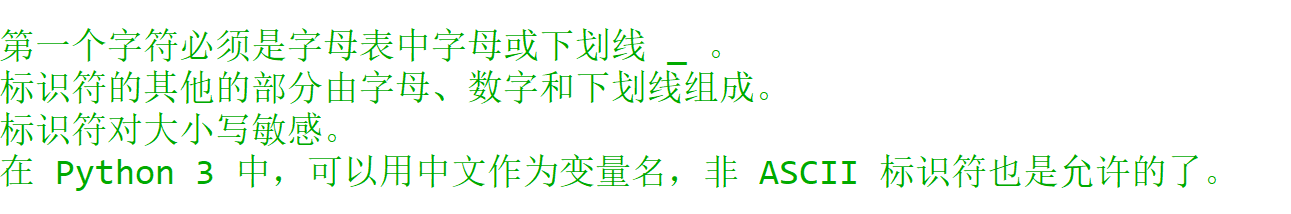 第一个字符必须是字母表中字母或下划线 _ 。
标识符的其他的部分由字母、数字和下划线组成。
标识符对大小写敏感。
在 Python 3 中，可以用中文作为变量名，非 ASCII 标识符也是允许的了。